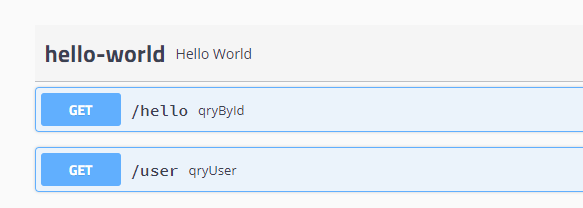 hello-world Hello World
GET /hello qryById
GET /user qryUser